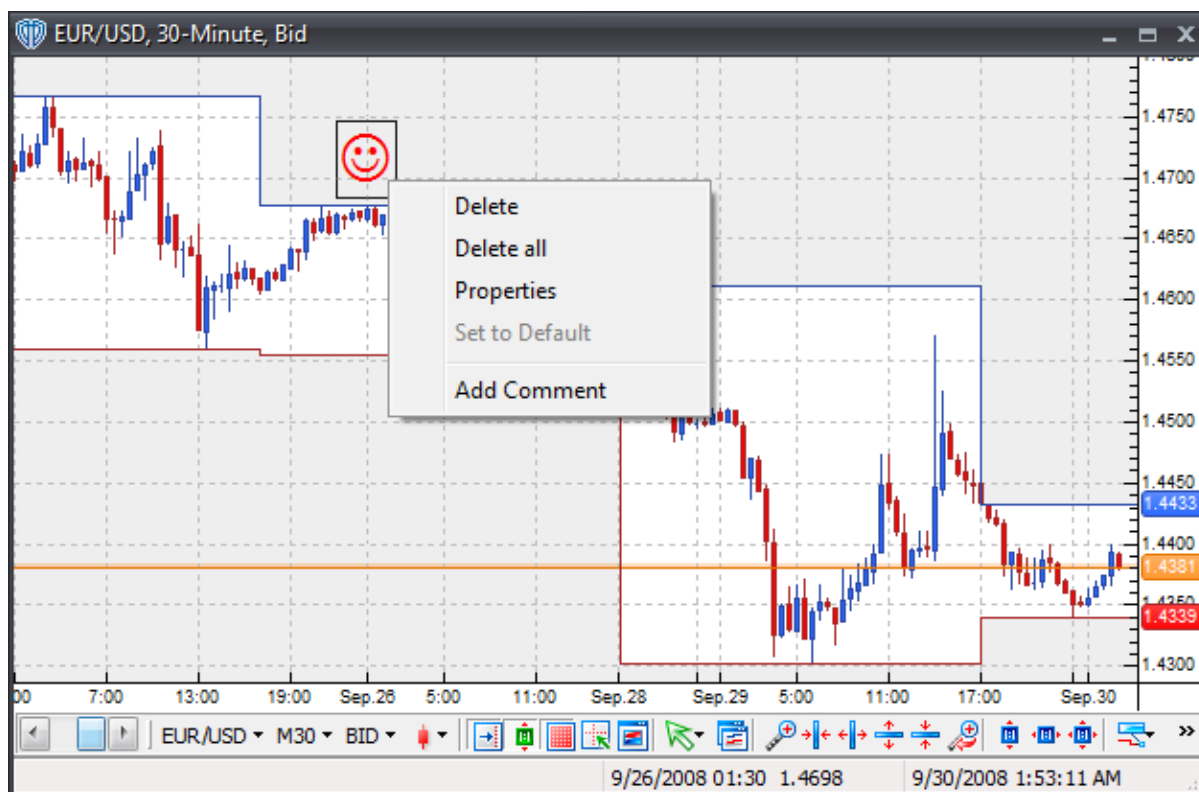 EUR/USD, 30-Minute, Bid
1.4750
1.4700
Delete
Delete all
1.4650
Properties
1.4600
Set to Default
1.4550
Add Comment
1.4500
1.4450
1.4433
1.4400
1.4381
1.4350
1.4339
1.4300
7:00 13:00 19:00 Sep.26 5:00 11:00 Sep.28 Sep.29 5:00 11:00 17:00 Sep.30
EUR/USD M30 BID
9/26/2008 01:30 1.4698 9/30/2008 1:53:11 AM